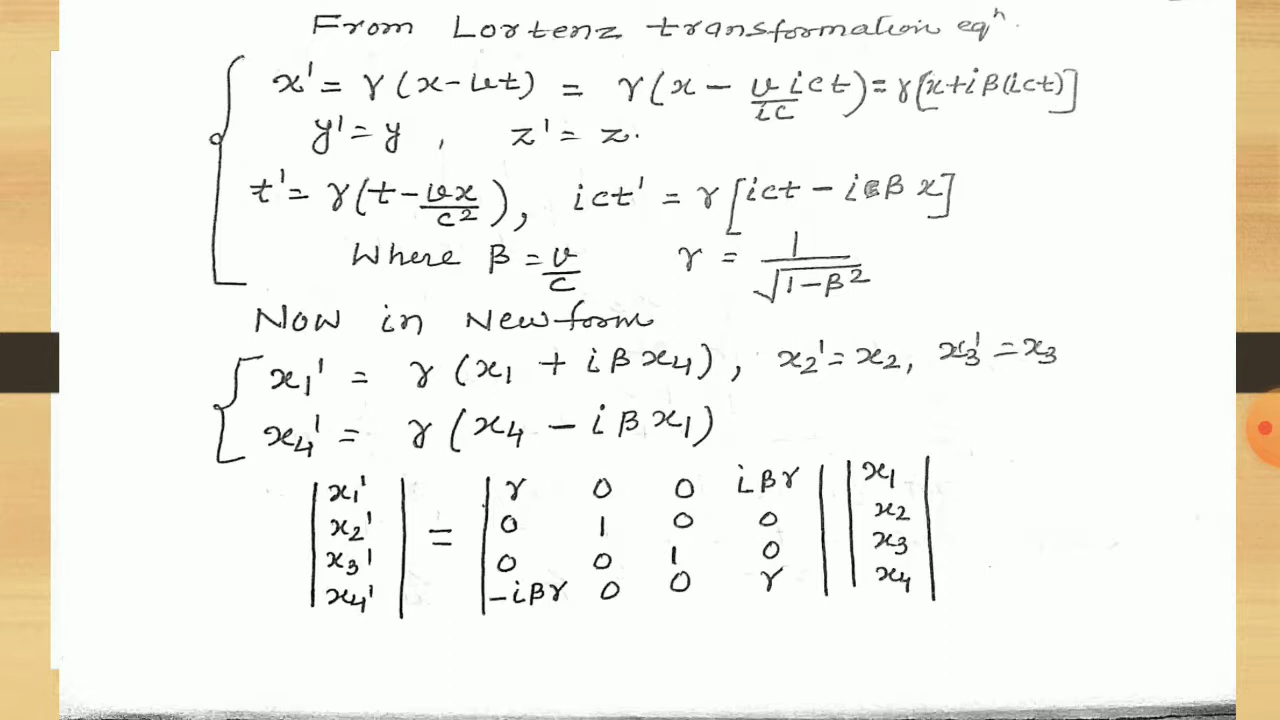 From Lortenz transformation eqⁿ.
x' = γ (x - vt) = γ (x - v/ic ict) = γ [x + iβ(ict)]
y' = y , z' = z.
t' = γ (t - vx/c²), ict' = γ [ict - iβ x]
Where β = v/c γ = 1/√(1-β²)
Now in New form
x₁' = γ (x₁ + iβx₄), x₂' = x₂, x₃' = x₃
x₄' = γ (x₄ - iβx₁)
|x₁'| = |γ 0 0 iβγ| |x₁|
|x₂'| |0 1 0 0| |x₂|
|x₃'| |0 0 1 0| |x₃|
|x₄'| |-iβγ 0 0 γ| |x₄|